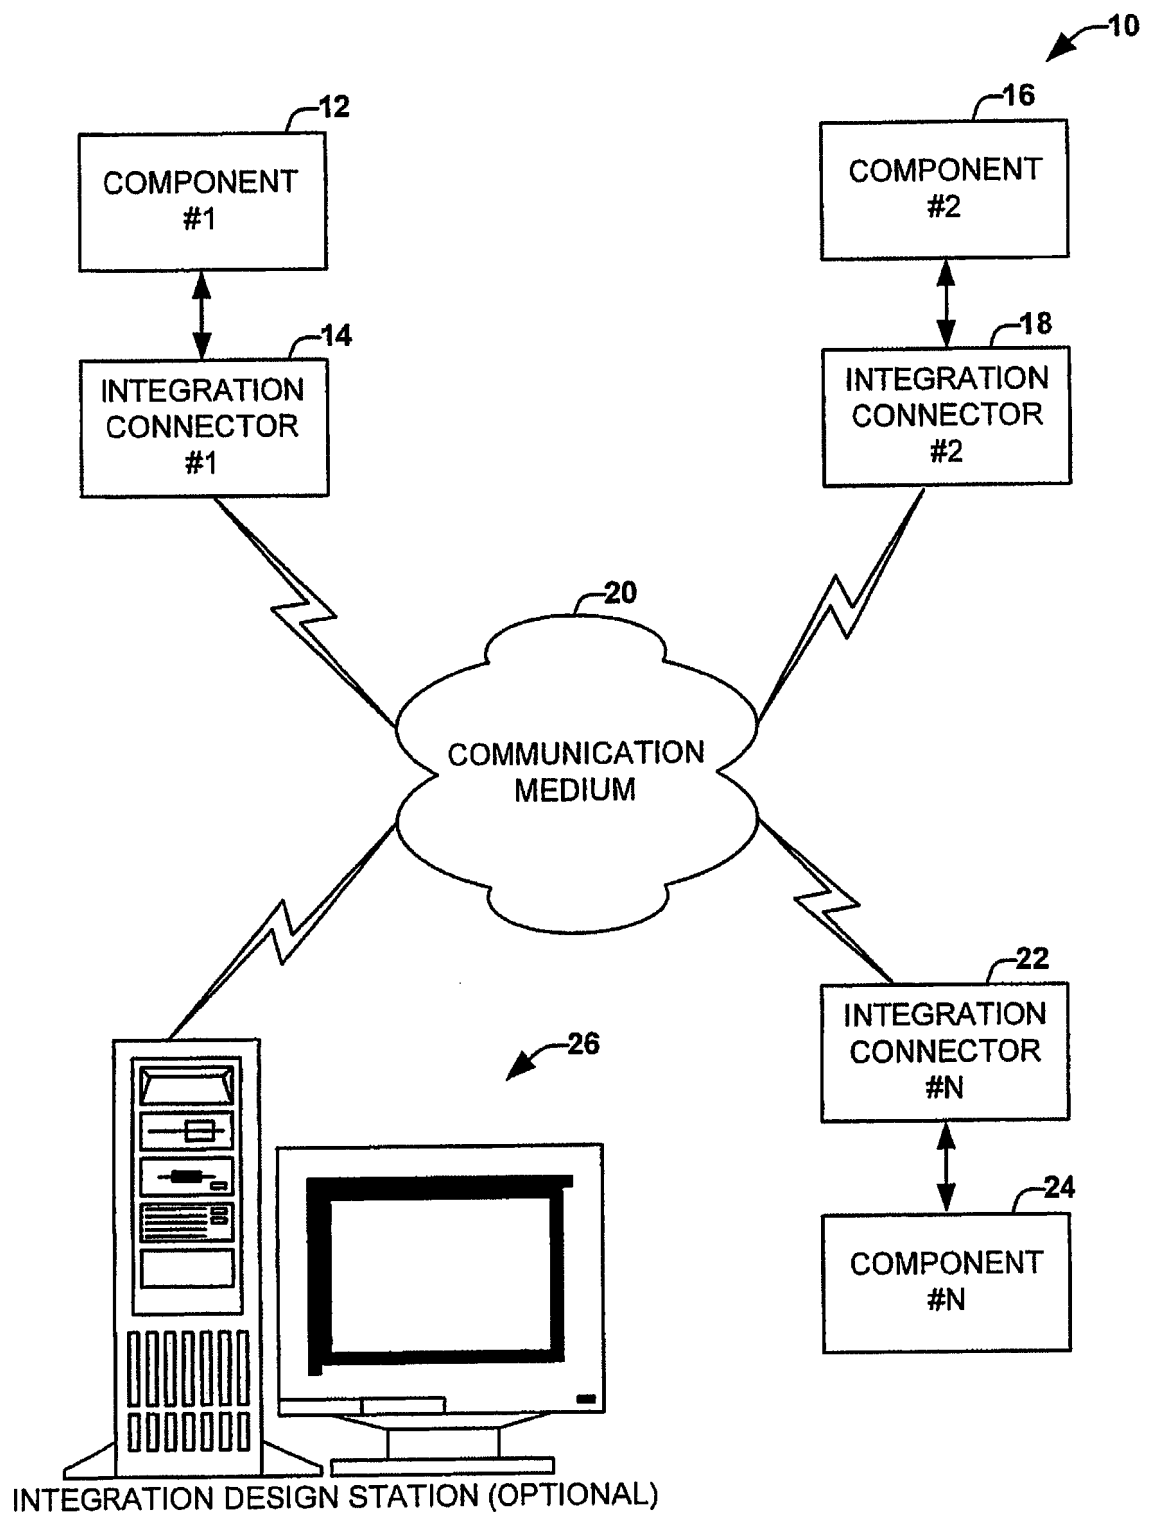 10
12
COMPONENT
#1
16
COMPONENT
#2
14
INTEGRATION
CONNECTOR
#1
18
INTEGRATION
CONNECTOR
#2
20
COMMUNICATION
MEDIUM
22
INTEGRATION
CONNECTOR
#N
26
24
COMPONENT
#N
INTEGRATION DESIGN STATION (OPTIONAL)